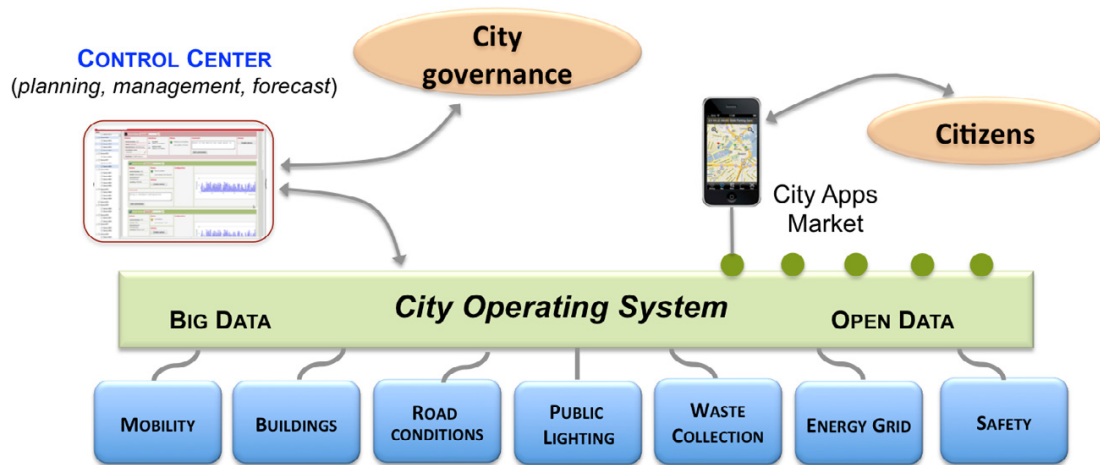 City
governance
CONTROL CENTER
(planning, management, forecast)
Citizens
City Apps
Market
City Operating System
BIG DATA
OPEN DATA
MOBILITY
BUILDINGS
ROAD
CONDITIONS
PUBLIC
LIGHTING
WASTE
COLLECTION
ENERGY GRID
SAFETY